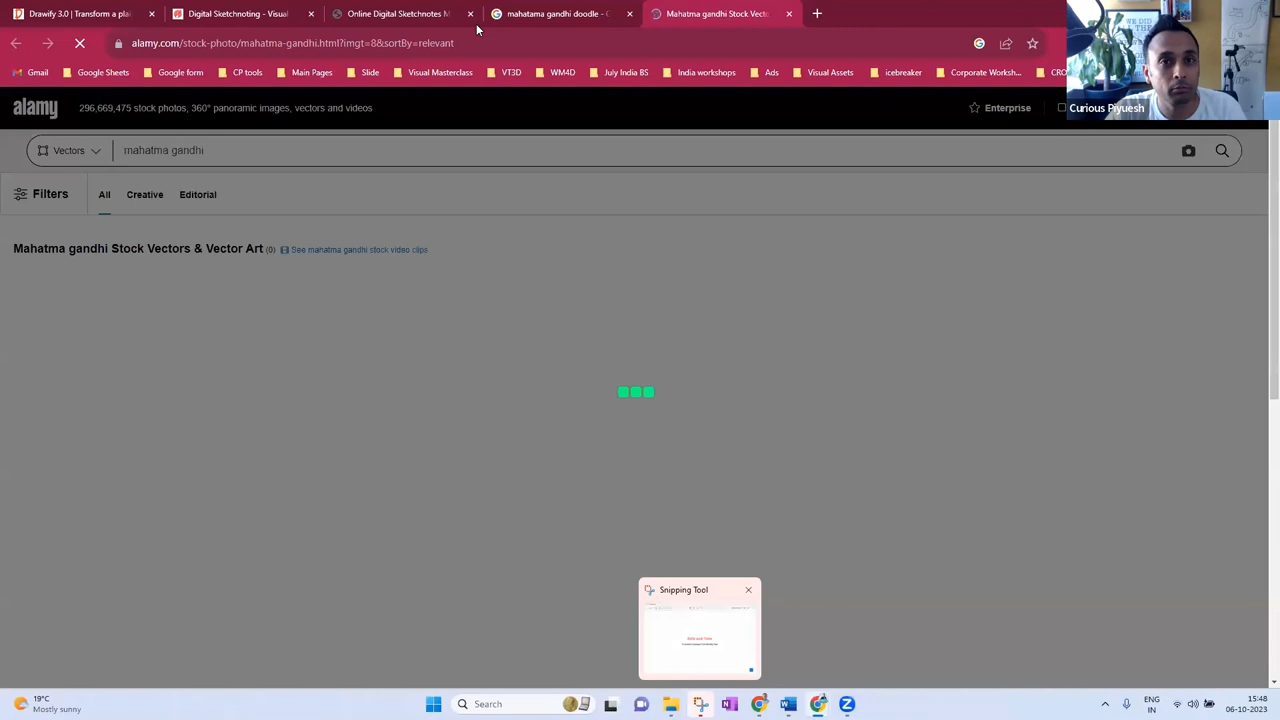 Drawify 3.0 | Transform a pla
Digital Sketchnoting - Visual
Online Digital Sketchnotes M
mahatama gandhi doodle - G
Mahatma gandhi Stock Vecto
alamy.com/stock-photo/mahatma-gandhi.html?imgt=8&sortBy=relevant
Gmail
Google Sheets
Google form
CP tools
Main Pages
Slide
Visual Masterclass
VT3D
WM4D
July India BS
India workshops
Ads
Visual Assets
icebreaker
Corporate Worksh...
CRO
alamy
296,669,475 stock photos, 360° panoramic images, vectors and videos
Enterprise
Curious Piyuesh
Vectors
mahatma gandhi
Filters
All
Creative
Editorial
Mahatma gandhi Stock Vectors & Vector Art (0) See mahatma gandhi stock video clips
Snipping Tool
19°C
Mostly sunny
Search
ENG
IN
15:48
06-10-2023